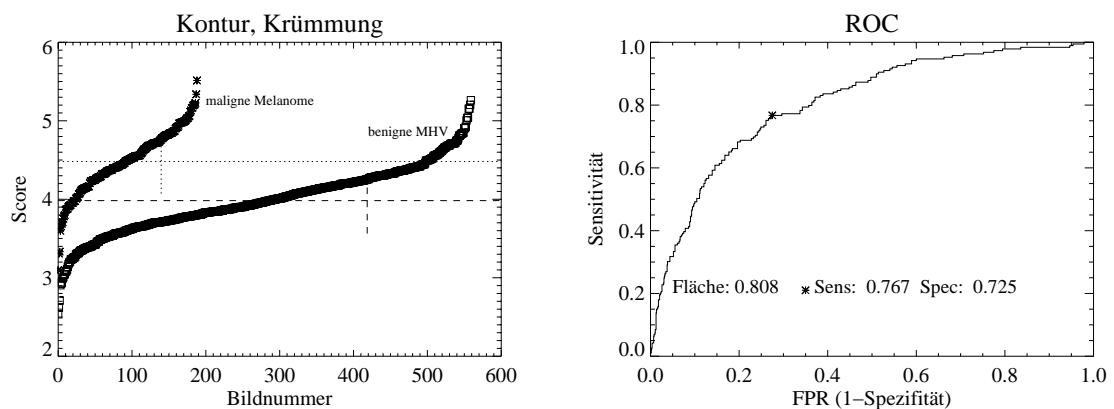 Kontur, Krümmung
6
5
4
3
2
Score
maligne Melanome
benigne MHV
0
100
200
300
400
500
600
Bildnummer
ROC
1.0
0.8
0.6
0.4
0.2
0.0
Sensitivität
Fläche: 0.808 Sens: 0.767 Spec: 0.725
0.0
0.2
0.4
0.6
0.8
1.0
FPR (1–Spezifität)